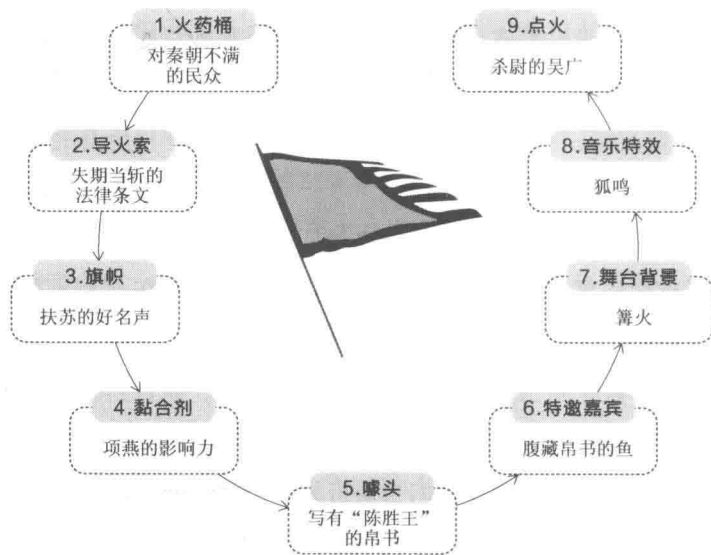 1.火药桶
对秦朝不满
的民众
2.导火索
失期当斩的
法律条文
3.旗帜
扶苏的好名声
4.黏合剂
项燕的影响力
5.噱头
写有“陈胜王”
的帛书
6.特邀嘉宾
腹藏帛书的鱼
7.舞台背景
篝火
8.音乐特效
狐鸣
9.点火
杀尉的吴广